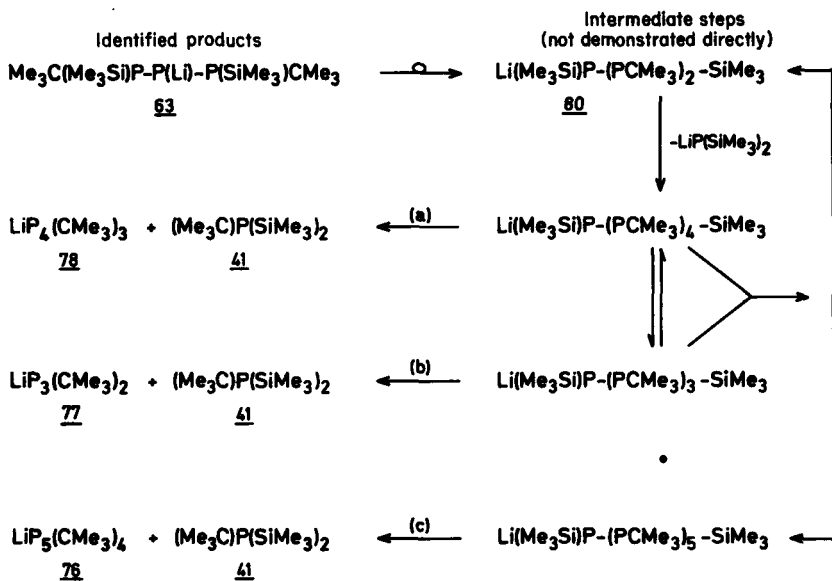 Identified products
Intermediate steps
(not demonstrated directly)
Me₃C(Me₃Si)P-P(Li)-P(SiMe₃)CMe₃
Li(Me₃Si)P-(PCMe₃)₂-SiMe₃
63
80
-LiP(SiMe₃)₂
LiP₄(CMe₃)₃ + (Me₃C)P(SiMe₃)₂
(a)
Li(Me₃Si)P-(PCMe₃)₄-SiMe₃
78
41
LiP₃(CMe₃)₂ + (Me₃C)P(SiMe₃)₂
(b)
Li(Me₃Si)P-(PCMe₃)₃-SiMe₃
77
41
LiP₅(CMe₃)₄ + (Me₃C)P(SiMe₃)₂
(c)
Li(Me₃Si)P-(PCMe₃)₅-SiMe₃
76
41